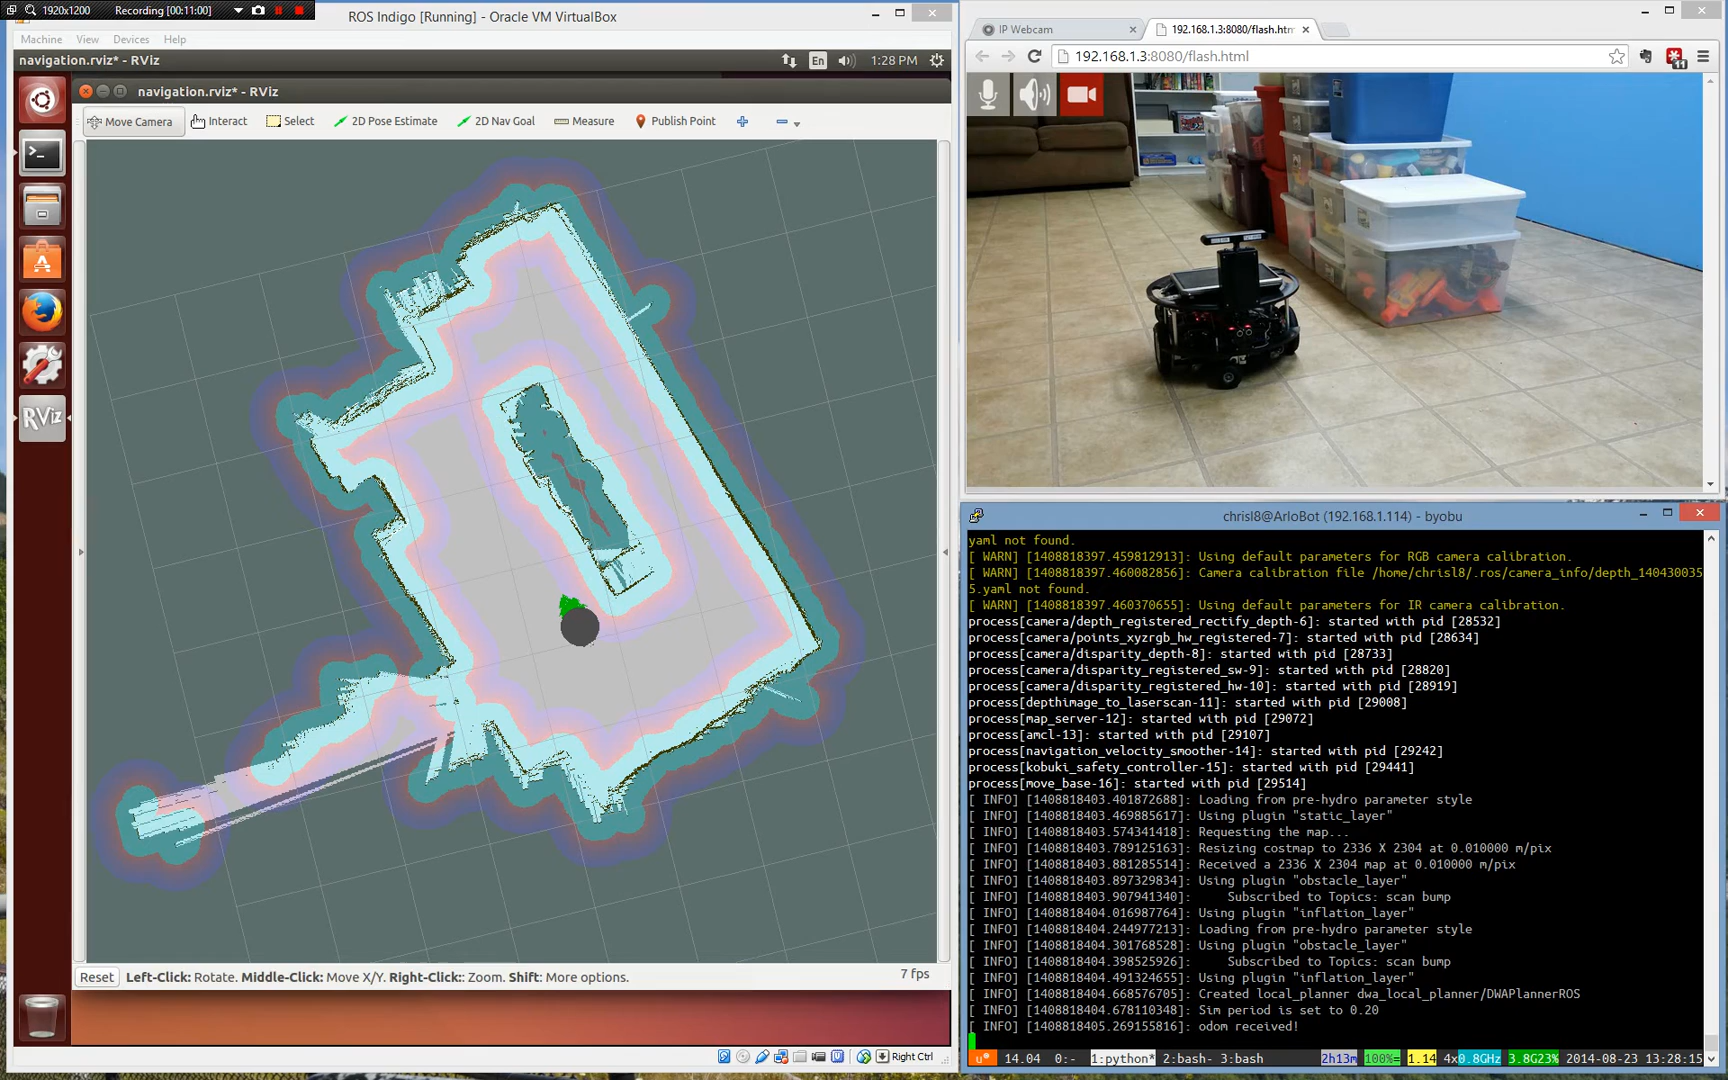 1920x1200
Recording [00:11:00]
ROS Indigo [Running] - Oracle VM VirtualBox
Machine View Devices Help
navigation.rviz* - RViz
En
1:28 PM
navigation.rviz* - RViz
Move Camera Interact Select 2D Pose Estimate 2D Nav Goal Measure Publish Point
RViz
Reset Left-Click: Rotate. Middle-Click: Move X/Y. Right-Click:: Zoom. Shift: More options.
7 fps
Right Ctrl
IP Webcam
192.168.1.3:8080/flash.htm
192.168.1.3:8080/flash.html
11
chrisl8@ArloBot (192.168.1.114) - byobu
yaml not found.
[ WARN] [1408818397.459812913]: Using default parameters for RGB camera calibration.
[ WARN] [1408818397.460082856]: Camera calibration file /home/chrisl8/.ros/camera_info/depth_140430035
5.yaml not found.
[ WARN] [1408818397.460370655]: Using default parameters for IR camera calibration.
process[camera/depth_registered_rectify_depth-6]: started with pid [28532]
process[camera/points_xyzrgb_hw_registered-7]: started with pid [28634]
process[camera/disparity_depth-8]: started with pid [28733]
process[camera/disparity_registered_sw-9]: started with pid [28820]
process[camera/disparity_registered_hw-10]: started with pid [28919]
process[depthimage_to_laserscan-11]: started with pid [29008]
process[map_server-12]: started with pid [29072]
process[amcl-13]: started with pid [29107]
process[navigation_velocity_smoother-14]: started with pid [29242]
process[kobuki_safety_controller-15]: started with pid [29441]
process[move_base-16]: started with pid [29514]
[ INFO] [1408818403.401872688]: Loading from pre-hydro parameter style
[ INFO] [1408818403.469885617]: Using plugin "static_layer"
[ INFO] [1408818403.574341418]: Requesting the map...
[ INFO] [1408818403.789125163]: Resizing costmap to 2336 X 2304 at 0.010000 m/pix
[ INFO] [1408818403.881285514]: Received a 2336 X 2304 map at 0.010000 m/pix
[ INFO] [1408818403.897329834]: Using plugin "obstacle_layer"
[ INFO] [1408818403.907941340]: Subscribed to Topics: scan bump
[ INFO] [1408818404.016987764]: Using plugin "inflation_layer"
[ INFO] [1408818404.244977213]: Loading from pre-hydro parameter style
[ INFO] [1408818404.301768528]: Using plugin "obstacle_layer"
[ INFO] [1408818404.398525926]: Subscribed to Topics: scan bump
[ INFO] [1408818404.491324655]: Using plugin "inflation_layer"
[ INFO] [1408818404.668576705]: Created local_planner dwa_local_planner/DWAPlannerROS
[ INFO] [1408818404.678110348]: Sim period is set to 0.20
[ INFO] [1408818405.269155816]: odom received!
u* 14.04 0:- 1:python* 2:bash- 3:bash 2h13m 100%= 1.14 4x0.8GHz 3.8G23% 2014-08-23 13:28:15